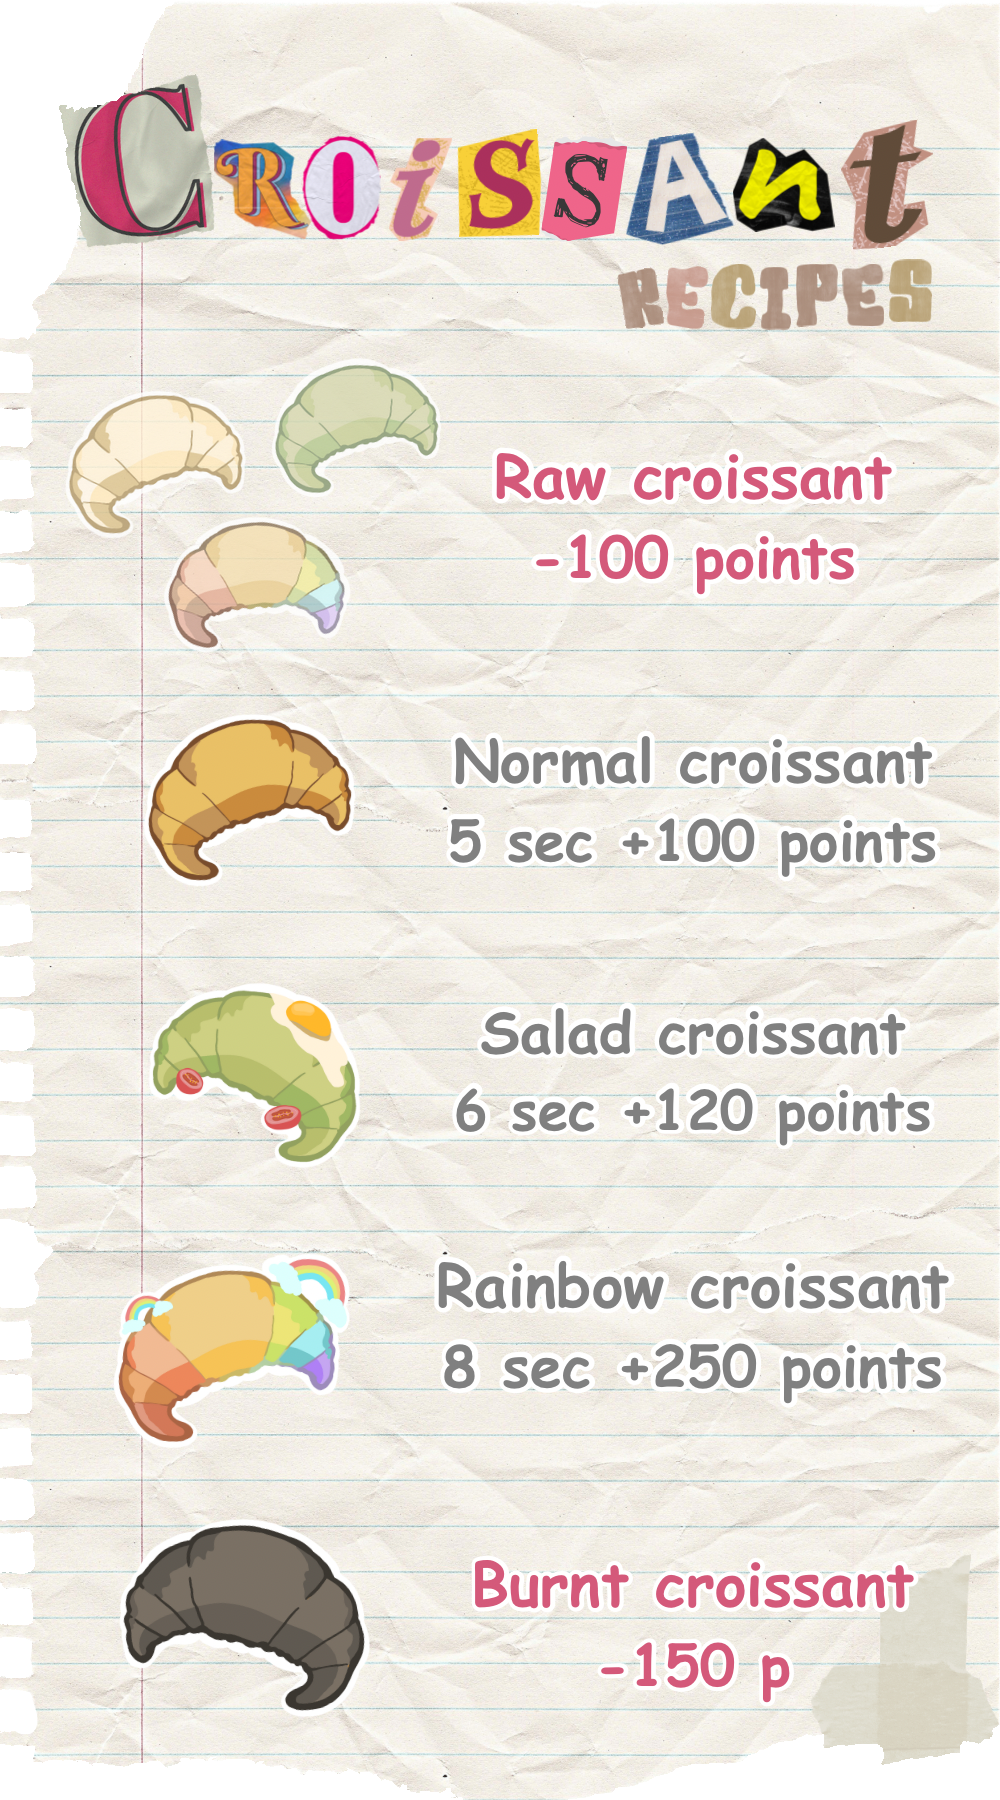 CROiSSAnt
RECIPES
Raw croissant
-100 points
Normal croissant
5 sec +100 points
Salad croissant
6 sec +120 points
Rainbow croissant
8 sec +250 points
Burnt croissant
-150 p